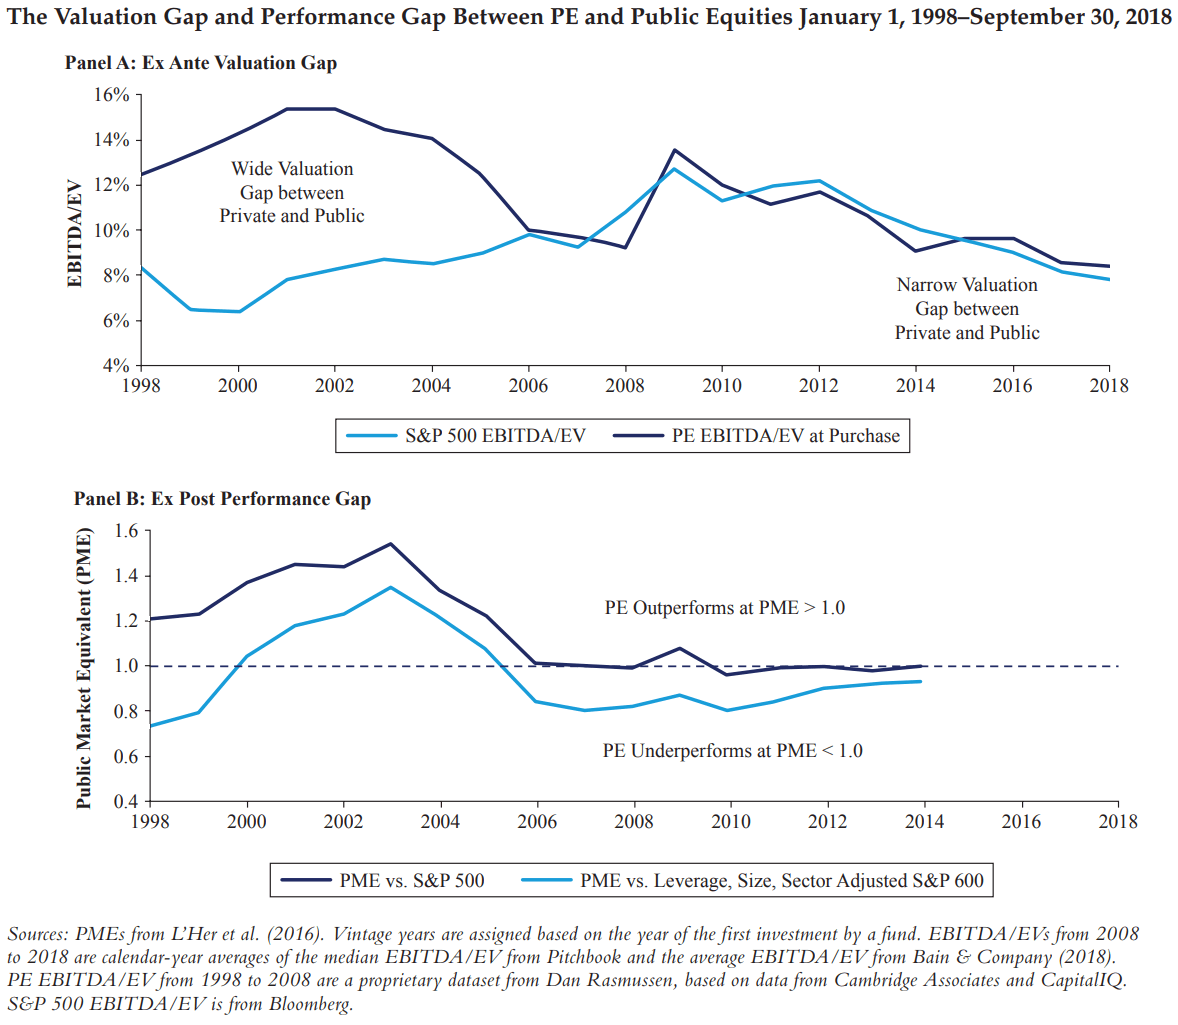 The Valuation Gap and Performance Gap Between PE and Public Equities January 1, 1998–September 30, 2018
Panel A: Ex Ante Valuation Gap
EBITDA/EV
16%
14%
12%
10%
8%
6%
4%
Wide Valuation
Gap between
Private and Public
Narrow Valuation
Gap between
Private and Public
1998 2000 2002 2004 2006 2008 2010 2012 2014 2016 2018
S&P 500 EBITDA/EV PE EBITDA/EV at Purchase
Panel B: Ex Post Performance Gap
Public Market Equivalent (PME)
1.6
1.4
1.2
1.0
0.8
0.6
0.4
PE Outperforms at PME > 1.0
PE Underperforms at PME < 1.0
1998 2000 2002 2004 2006 2008 2010 2012 2014 2016 2018
PME vs. S&P 500 PME vs. Leverage, Size, Sector Adjusted S&P 600
Sources: PMEs from L'Her et al. (2016). Vintage years are assigned based on the year of the first investment by a fund. EBITDA/EVs from 2008
to 2018 are calendar-year averages of the median EBITDA/EV from Pitchbook and the average EBITDA/EV from Bain & Company (2018).
PE EBITDA/EV from 1998 to 2008 are a proprietary dataset from Dan Rasmussen, based on data from Cambridge Associates and CapitalIQ.
S&P 500 EBITDA/EV is from Bloomberg.